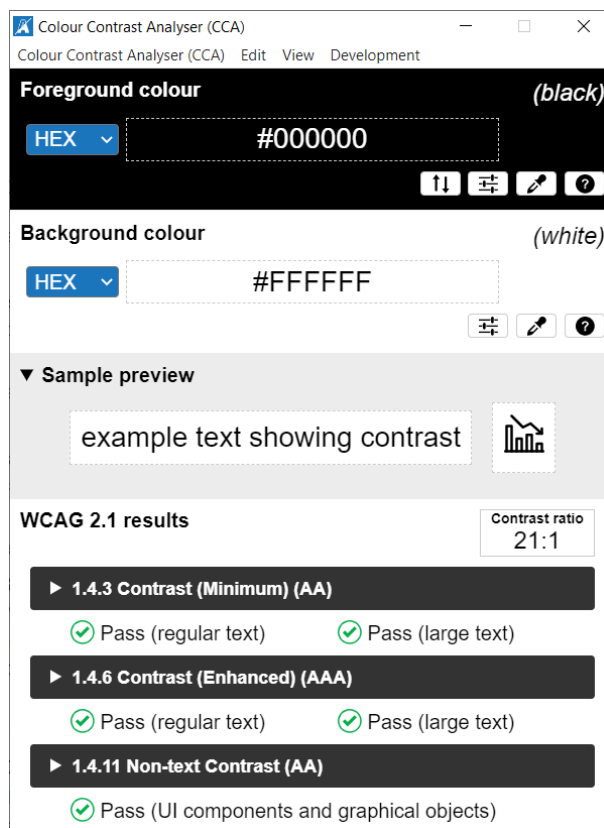 Colour Contrast Analyser (CCA)
Colour Contrast Analyser (CCA) Edit View Development
Foreground colour (black)
HEX #000000
?
Background colour (white)
HEX #FFFFFF
?
▼ Sample preview
example text showing contrast
WCAG 2.1 results
Contrast ratio
21:1
▶ 1.4.3 Contrast (Minimum) (AA)
Pass (regular text) Pass (large text)
▶ 1.4.6 Contrast (Enhanced) (AAA)
Pass (regular text) Pass (large text)
▶ 1.4.11 Non-text Contrast (AA)
Pass (UI components and graphical objects)